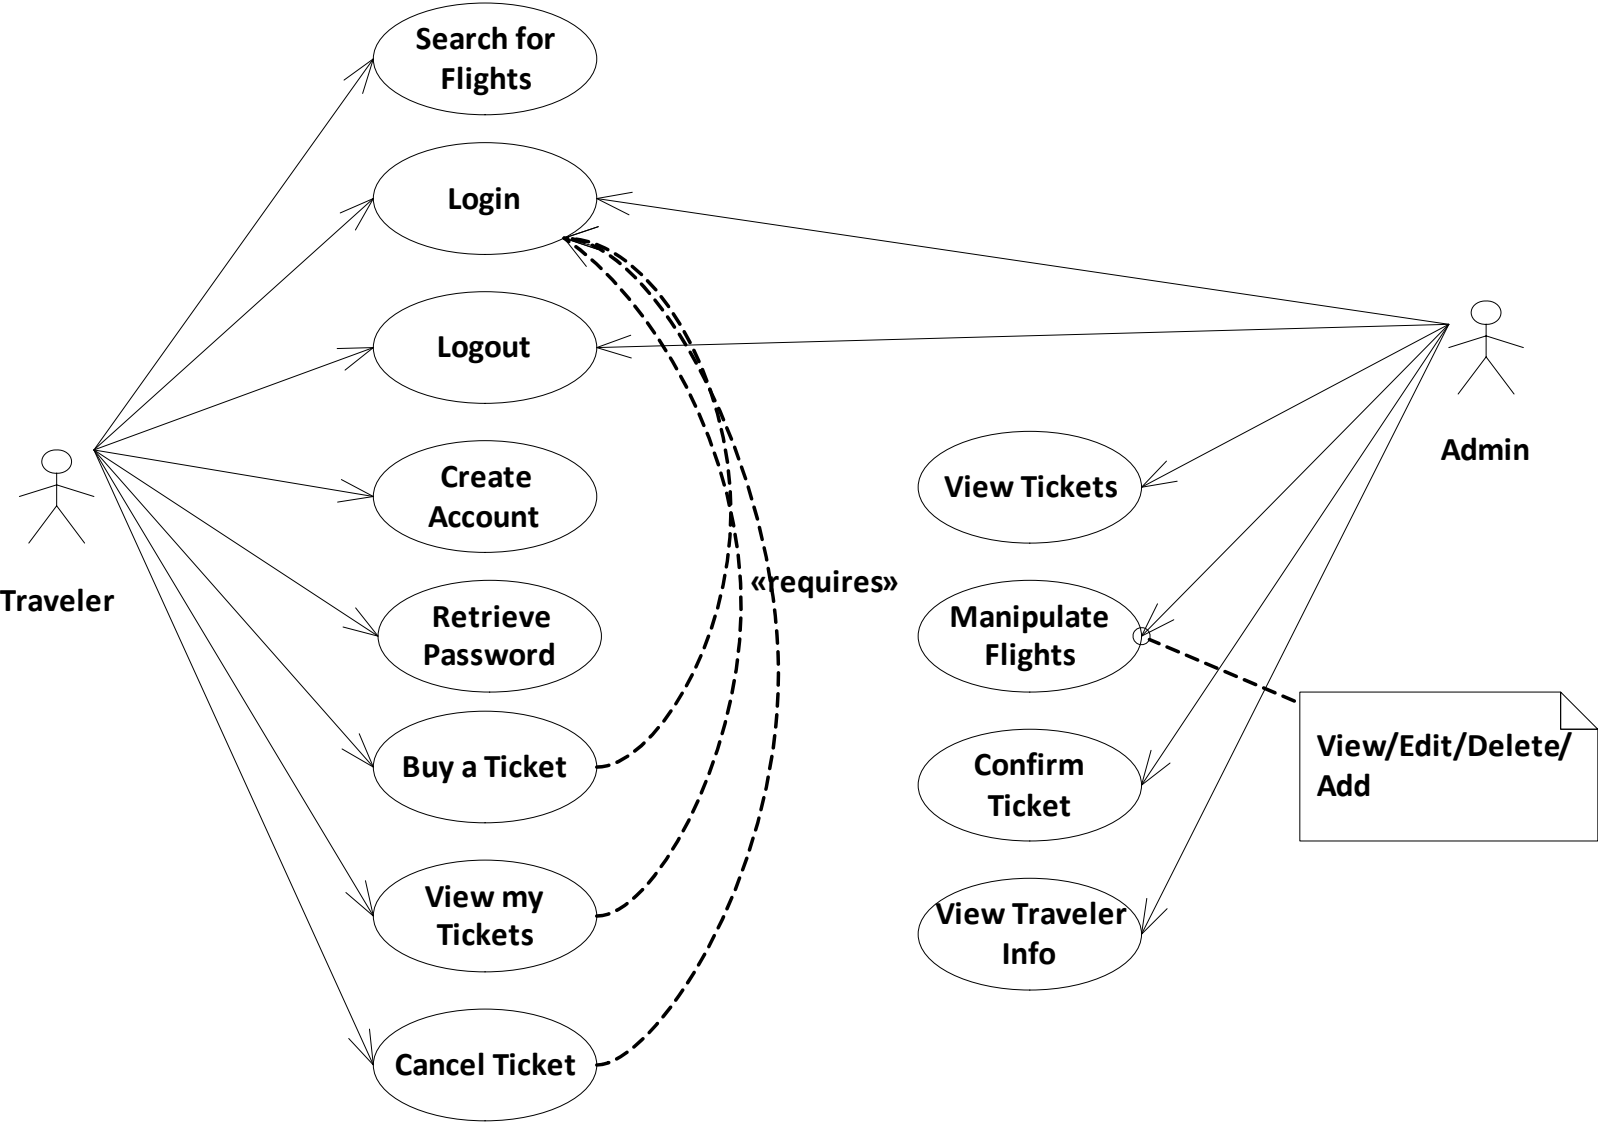 Search for
Flights
Login
Logout
Create
Account
Retrieve
Password
Buy a Ticket
View my
Tickets
Cancel Ticket
Traveler
«requires»
Admin
View Tickets
Manipulate
Flights
Confirm
Ticket
View Traveler
Info
View/Edit/Delete/
Add